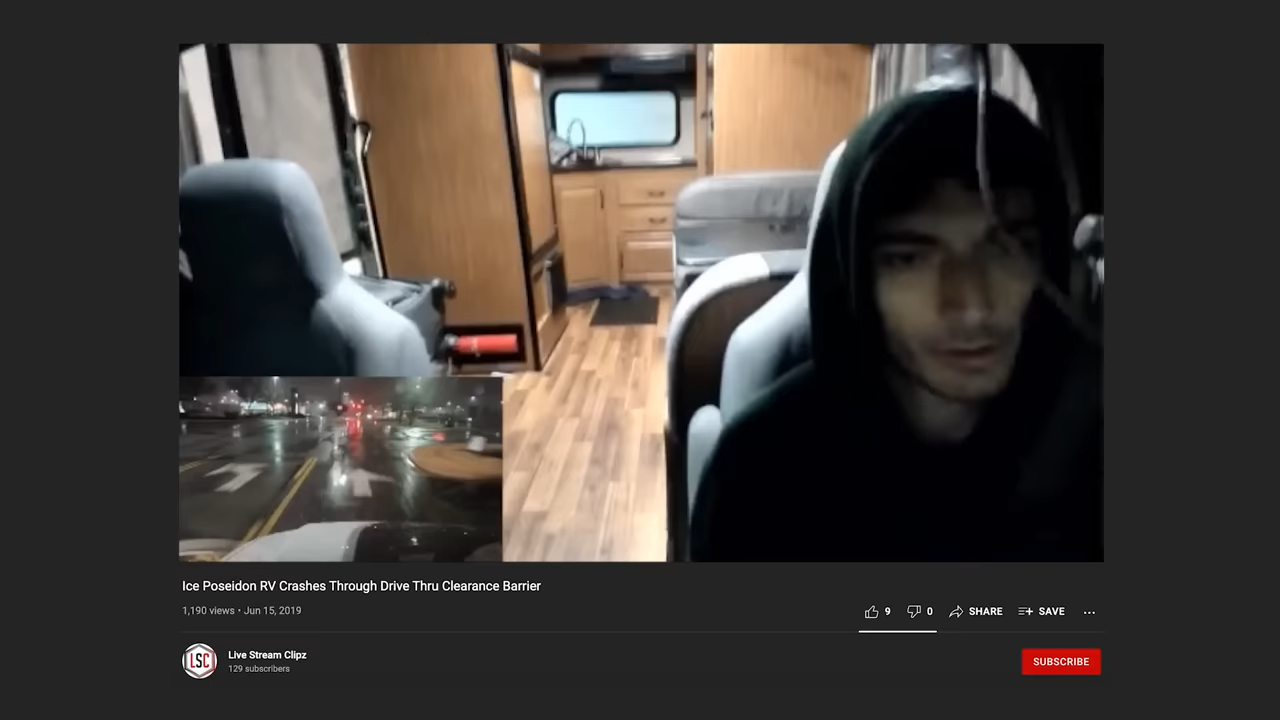 Ice Poseidon RV Crashes Through Drive Thru Clearance Barrier
1,190 views • Jun 15, 2019
9
0
SHARE
SAVE
LSC
Live Stream Clipz
129 subscribers
SUBSCRIBE